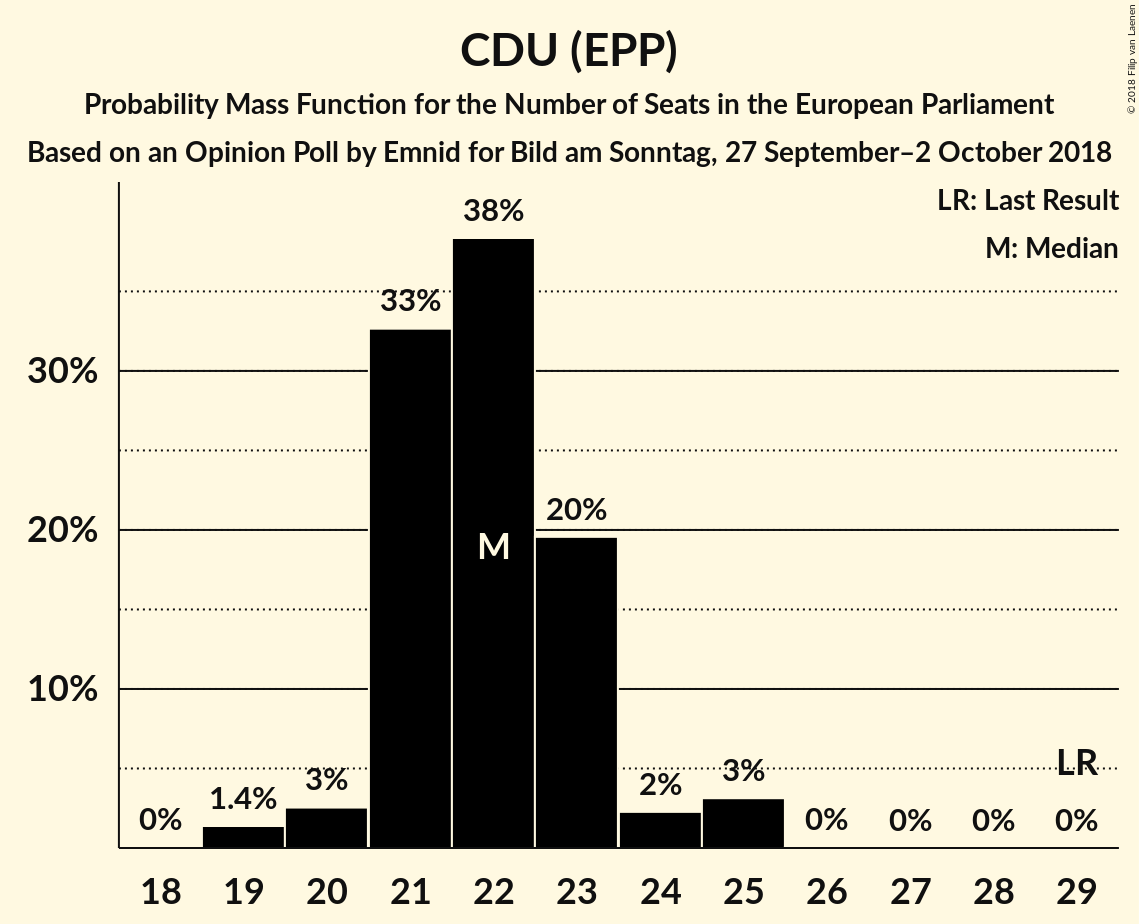 CDU (EPP)
Probability Mass Function for the Number of Seats in the European Parliament
Based on an Opinion Poll by Emnid for Bild am Sonntag, 27 September–2 October 2018
© 2018 Filip van Laenen
LR: Last Result
M: Median
38%
33%
30%
20%
20%
M
10%
LR
3%
3%
2%
1.4%
0%
0%
0%
0%
0%
18 19 20 21 22 23 24 25 26 27 28 29